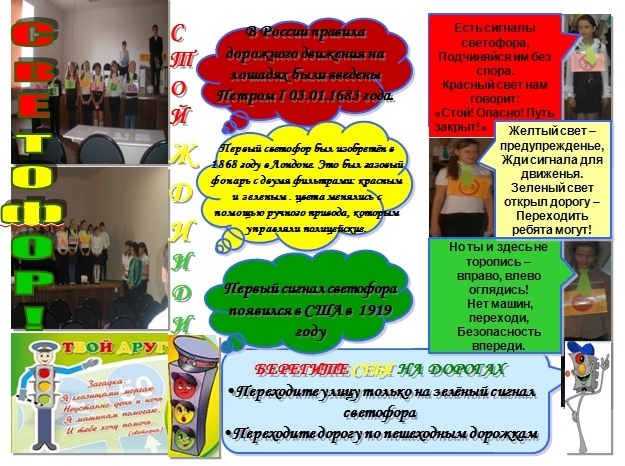 СВЕТОФОР!
СТОЙ ЖДИ ИДИ
В России правила
дорожного движения на
лошадях были введены
Петром I 03.01.1683 года.
Первый светофор был изобретён в
1868 году в Лондоне. Это был газовый
фонарь с двумя фильтрами: красным
и зеленым . цвета менялись с
помощью ручного привода, которым
управляли полицейские.
Первый сигнал светофора
появился в США в 1919
году
Есть сигналы
светофора,
Подчиняйся им без
спора.
Красный свет нам
говорит:
«Стой! Опасно! Путь
закрыт!»
Желтый свет –
предупрежденье,
Жди сигнала для
движенья.
Зеленый свет
открыл дорогу –
Переходить
ребята могут!
Но ты и здесь не
торопись –
вправо, влево
оглядись!
Нет машин,
переходи,
Безопасность
впереди.
ТВОЙ ДРУГ
Загадка:
Я глазищами моргаю
Неустанно день и ночь
Я машинам помогаю,
И тебе хочу помочь.
(светофор)
БЕРЕГИТЕ СЕБЯ НА ДОРОГАХ
•Переходите улицу только на зелёный сигнал
светофора
•Переходите дорогу по пешеходным дорожкам